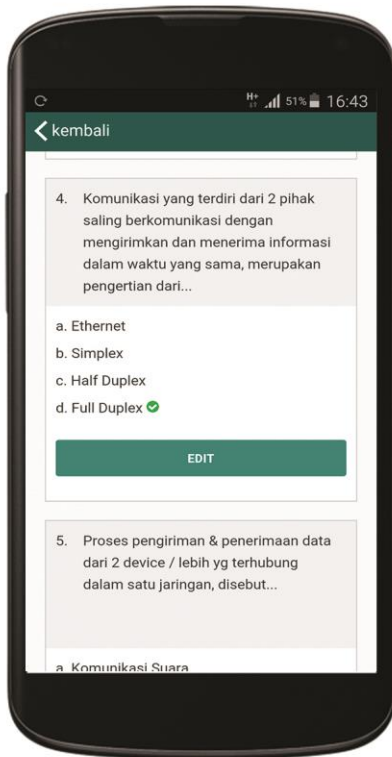 H+ 51% 16:43
kembali
4. Komunikasi yang terdiri dari 2 pihak
saling berkomunikasi dengan
mengirimkan dan menerima informasi
dalam waktu yang sama, merupakan
pengertian dari...
a. Ethernet
b. Simplex
c. Half Duplex
d. Full Duplex
EDIT
5. Proses pengiriman & penerimaan data
dari 2 device / lebih yg terhubung
dalam satu jaringan, disebut...
a. Komunikasi Suara